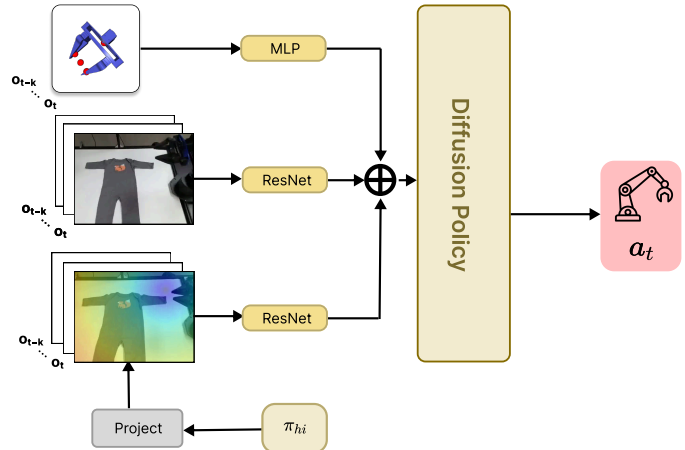 MLP
o_{t-k}
...
o_t
ResNet
o_{t-k}
...
o_t
Diffusion Policy
a_t
ResNet
o_{t-k}
...
o_t
Project
π_{hi}